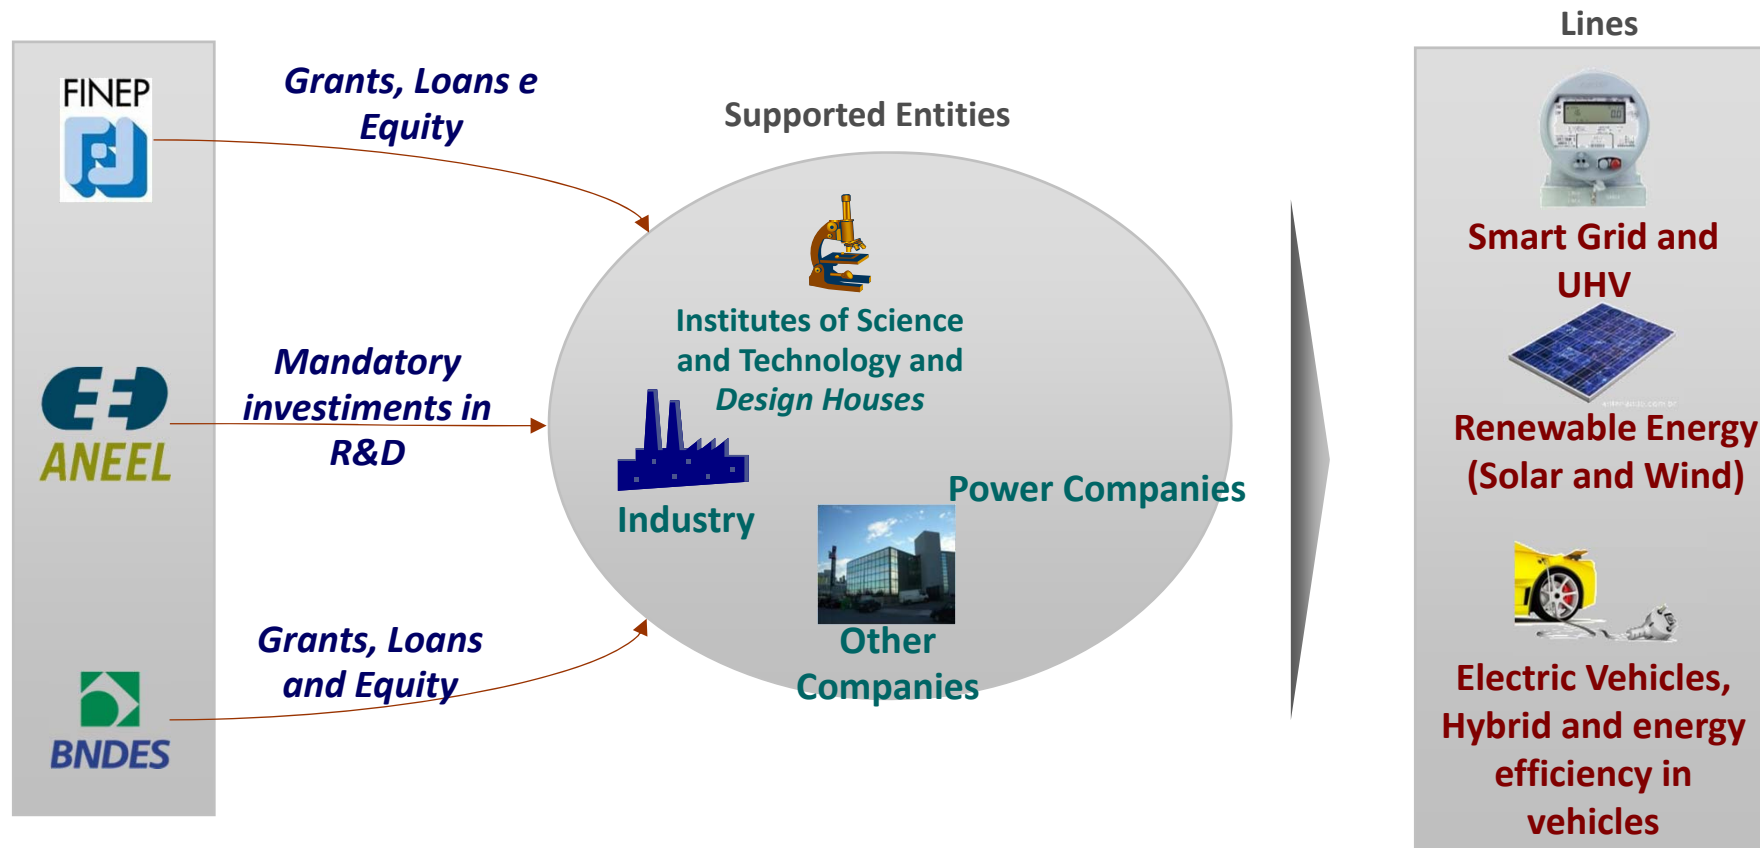 Lines
FINEP
Grants, Loans e
Equity
Supported Entities
Smart Grid and
UHV
Institutes of Science
and Technology and
Design Houses
ANEEL
Mandatory
investiments in
R&D
Renewable Energy
(Solar and Wind)
Industry
Power Companies
Other
Companies
BNDES
Grants, Loans
and Equity
Electric Vehicles,
Hybrid and energy
efficiency in
vehicles